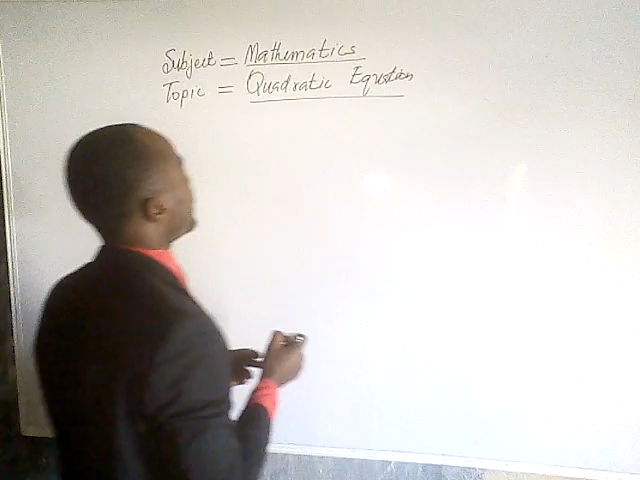 Subject = Mathematics
Topic = Quadratic Equation